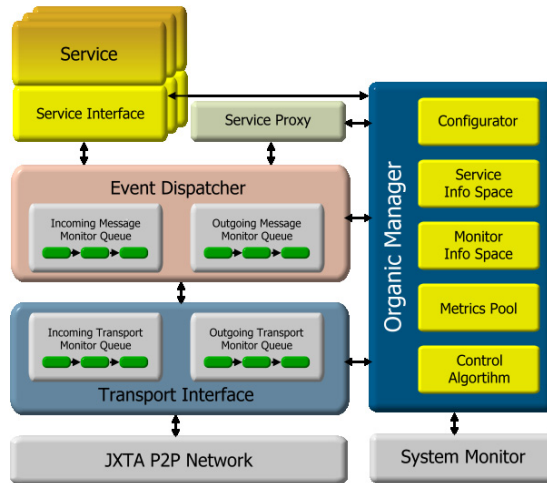 Service
Service Interface
Service Proxy
Event Dispatcher
Incoming Message
Monitor Queue
Outgoing Message
Monitor Queue
Incoming Transport
Monitor Queue
Outgoing Transport
Monitor Queue
Transport Interface
JXTA P2P Network
Organic Manager
Configurator
Service
Info Space
Monitor
Info Space
Metrics Pool
Control
Algortihm
System Monitor